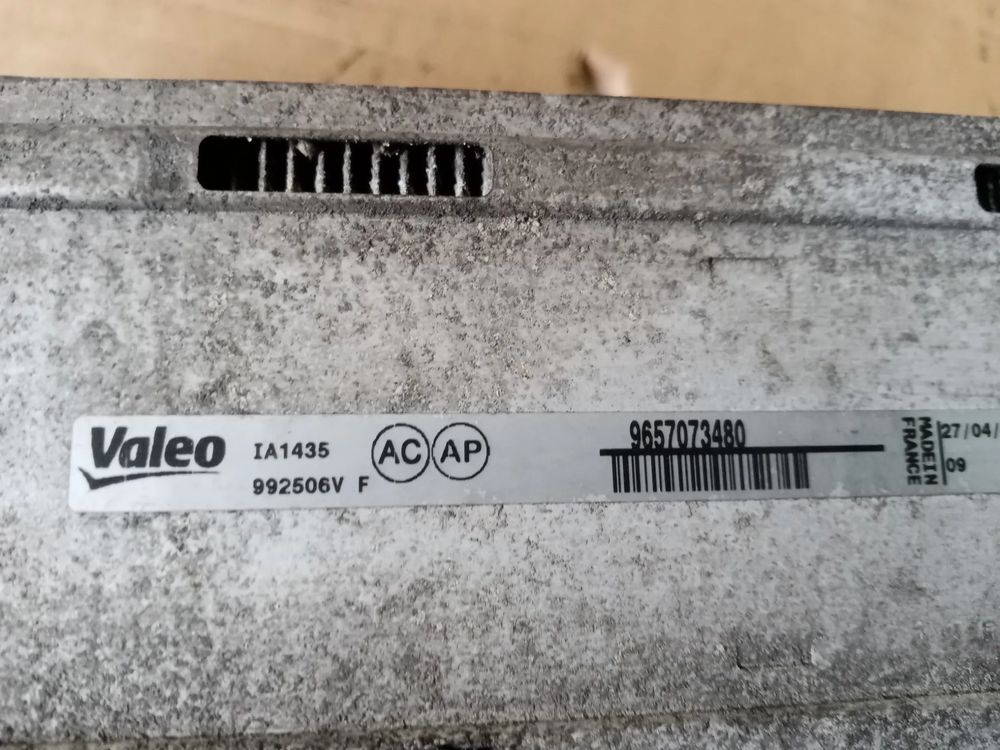 Valeo
IA1435
992506V F
AC AP
9657073480
MADE IN
FRANCE
27/04/
09